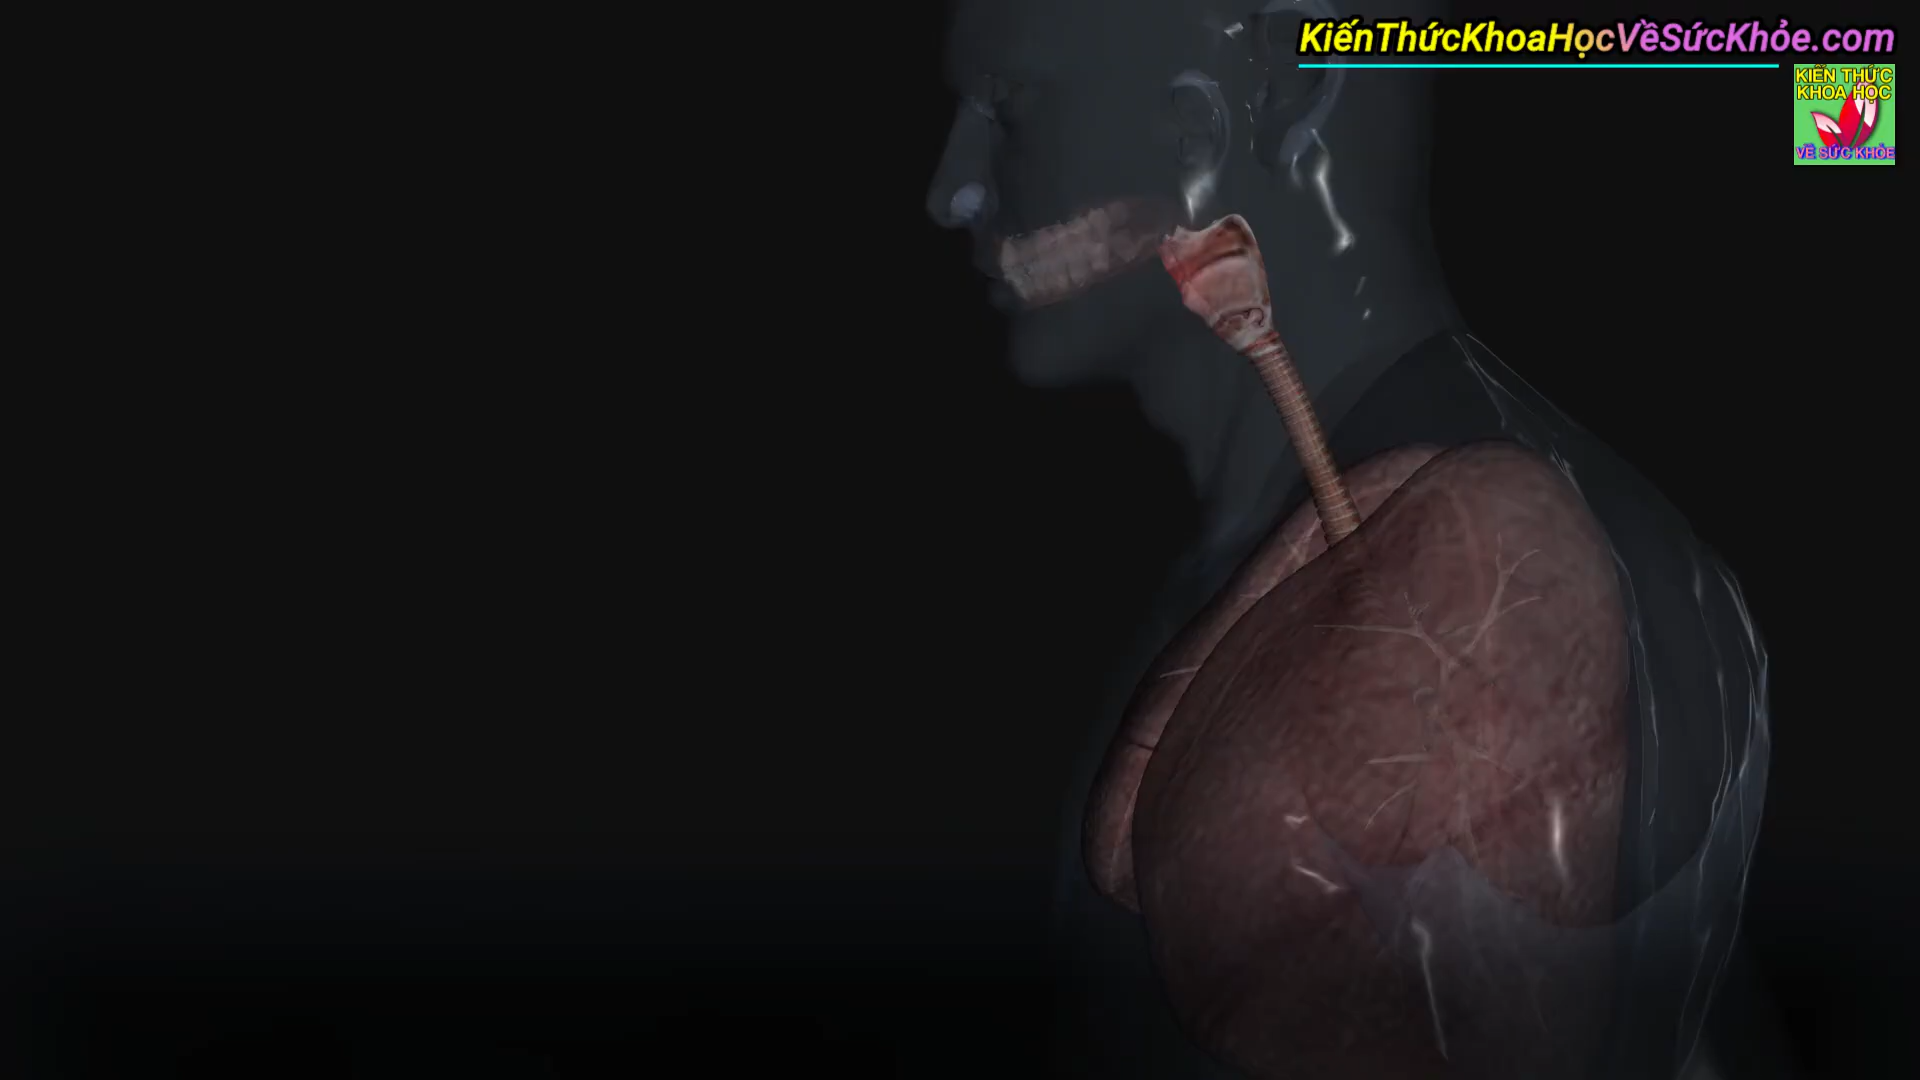 KiếnThứcKhoaHọcVềSứcKhỏe.com
KIẾN THỨC
KHOA HỌC
VỀ SỨC KHỎE